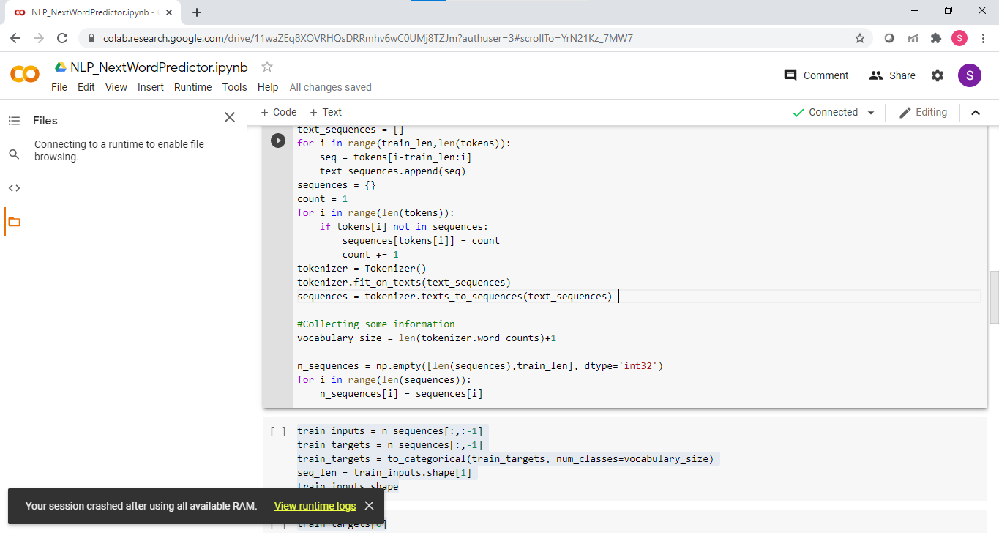 NLP_NextWordPredictor.ipynb -
colab.research.google.com/drive/11waZEq8XOVRHQsDRRmhv6wC0UMj8TZJm?authuser=3#scrollTo=YrN21Kz_7MW7
S
NLP_NextWordPredictor.ipynb
File Edit View Insert Runtime Tools Help All changes saved
Comment Share S
Files
Connecting to a runtime to enable file
browsing.
+ Code + Text
Connected Editing
text_sequences = []
for i in range(train_len,len(tokens)):
    seq = tokens[i-train_len:i]
    text_sequences.append(seq)
sequences = {}
count = 1
for i in range(len(tokens)):
    if tokens[i] not in sequences:
        sequences[tokens[i]] = count
        count += 1
tokenizer = Tokenizer()
tokenizer.fit_on_texts(text_sequences)
sequences = tokenizer.texts_to_sequences(text_sequences)
#Collecting some information
vocabulary_size = len(tokenizer.word_counts)+1
n_sequences = np.empty([len(sequences),train_len], dtype='int32')
for i in range(len(sequences)):
    n_sequences[i] = sequences[i]
[ ] train_inputs = n_sequences[:,:-1]
train_targets = n_sequences[:,-1]
train_targets = to_categorical(train_targets, num_classes=vocabulary_size)
seq_len = train_inputs.shape[1]
train_inputs.shape
Your session crashed after using all available RAM. View runtime logs
[ ] train_targets[0]